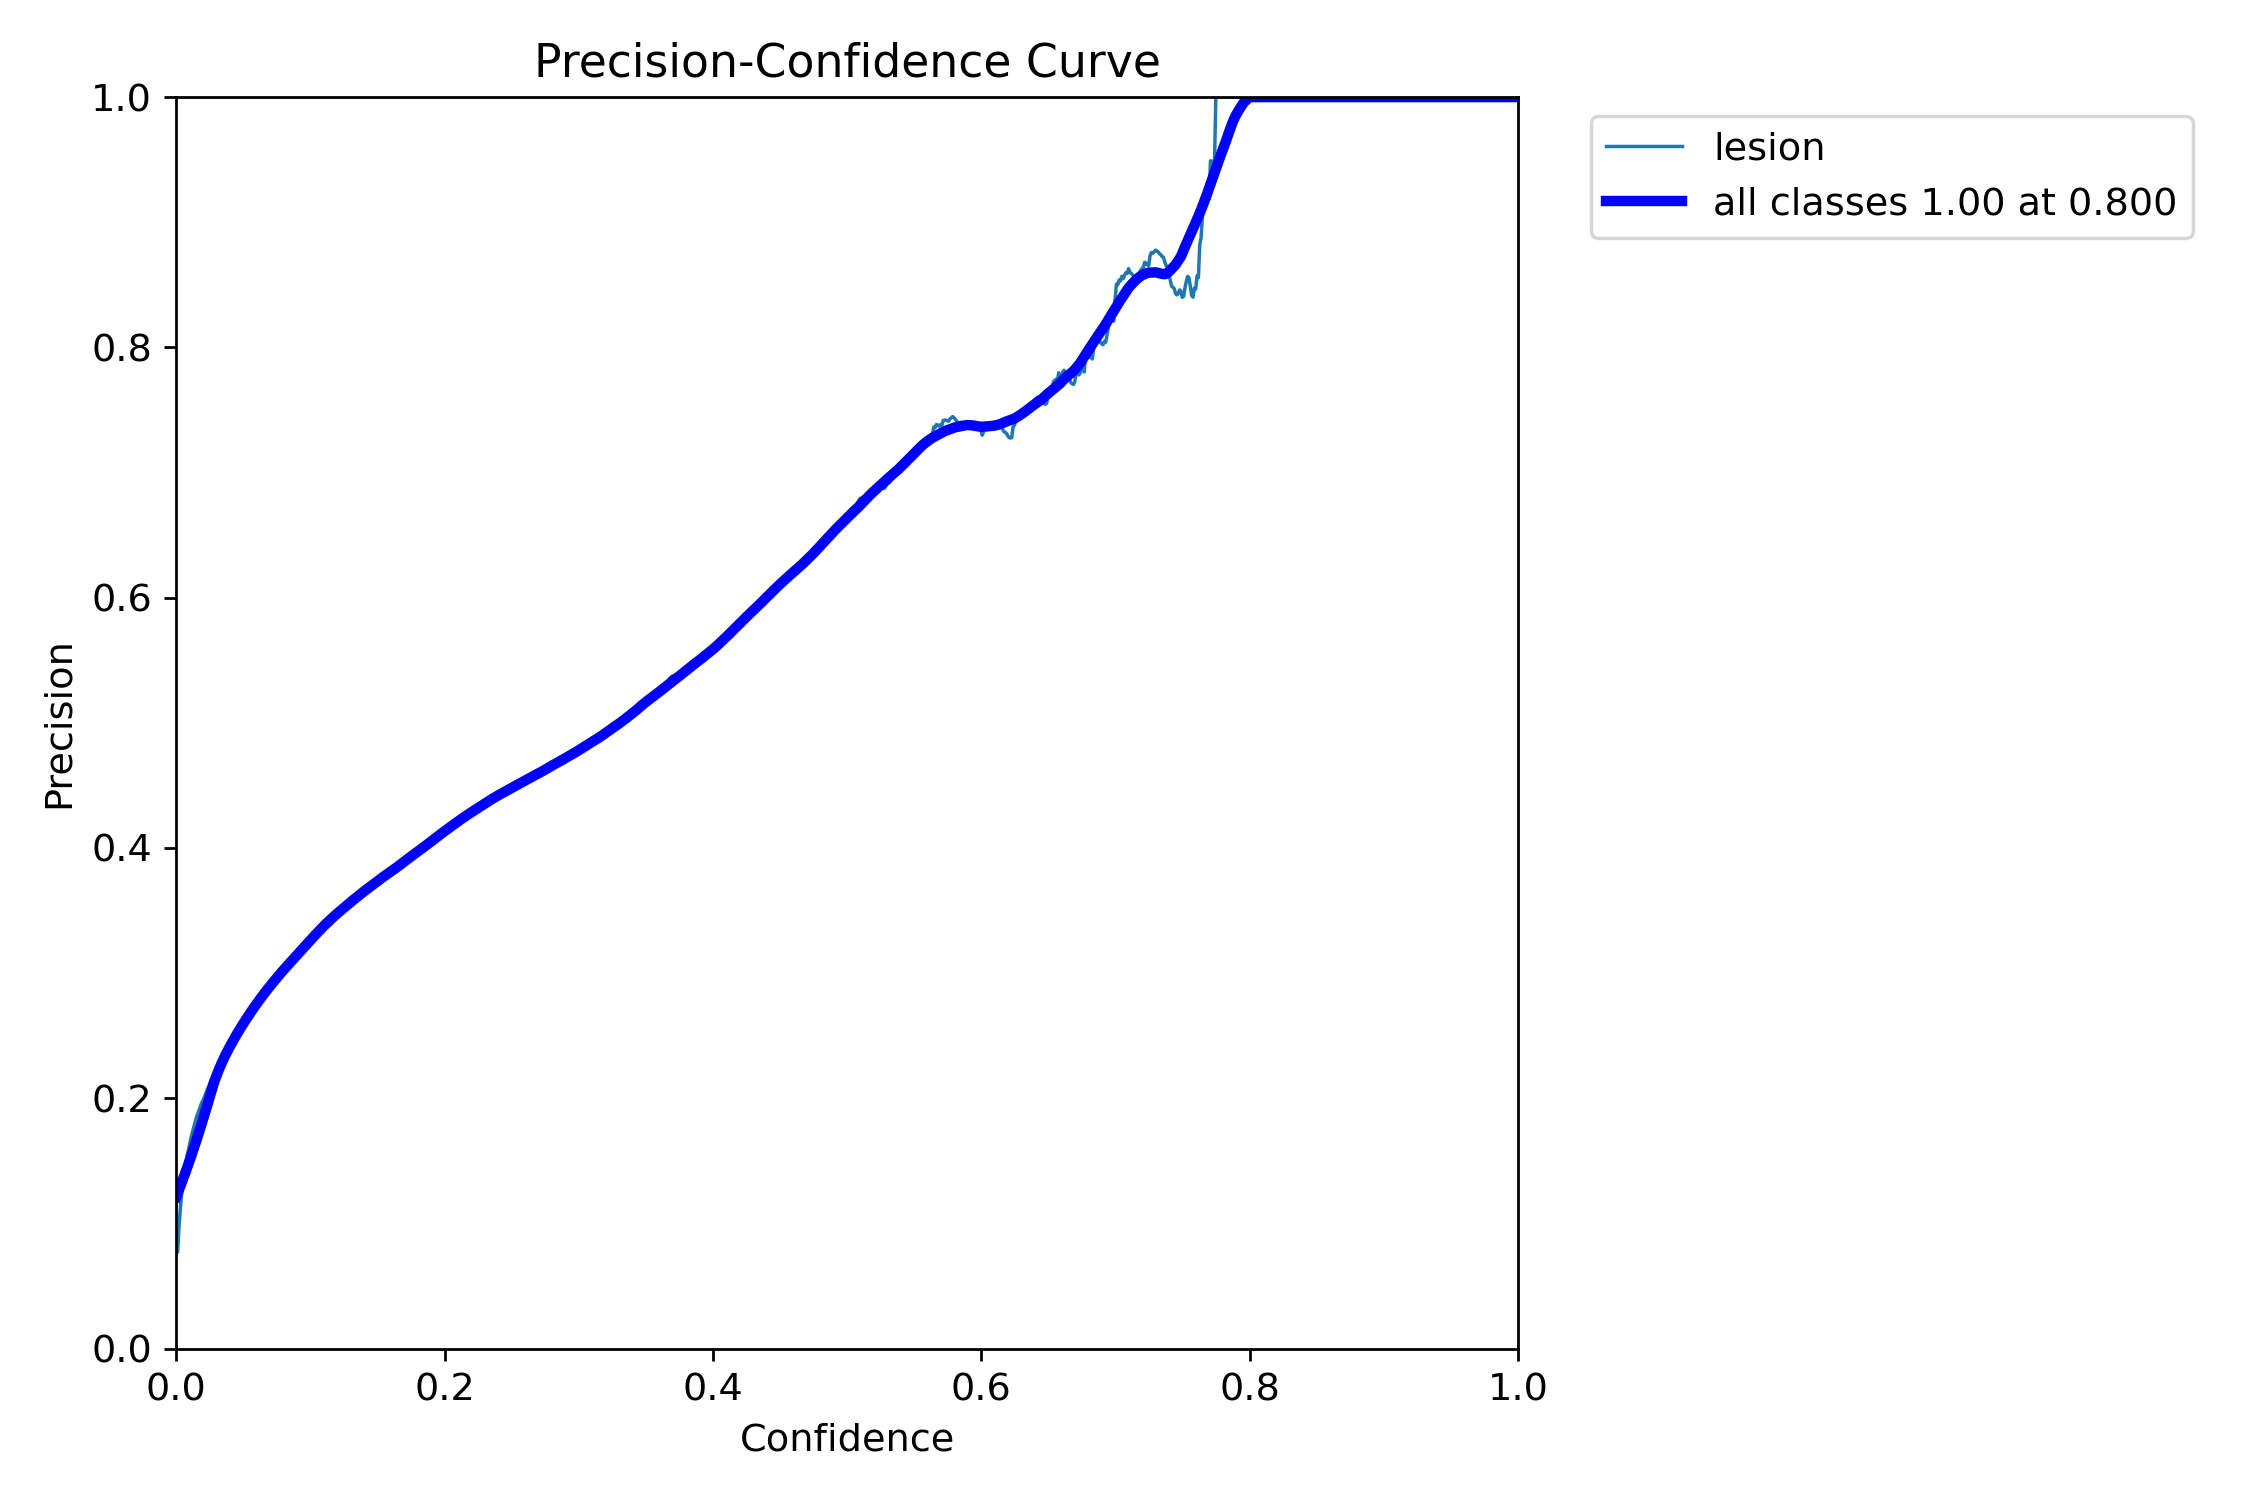 Precision-Confidence Curve
1.0
0.8
0.6
0.4
0.2
0.0
Precision
0.0 0.2 0.4 0.6 0.8 1.0
Confidence
lesion
all classes 1.00 at 0.800